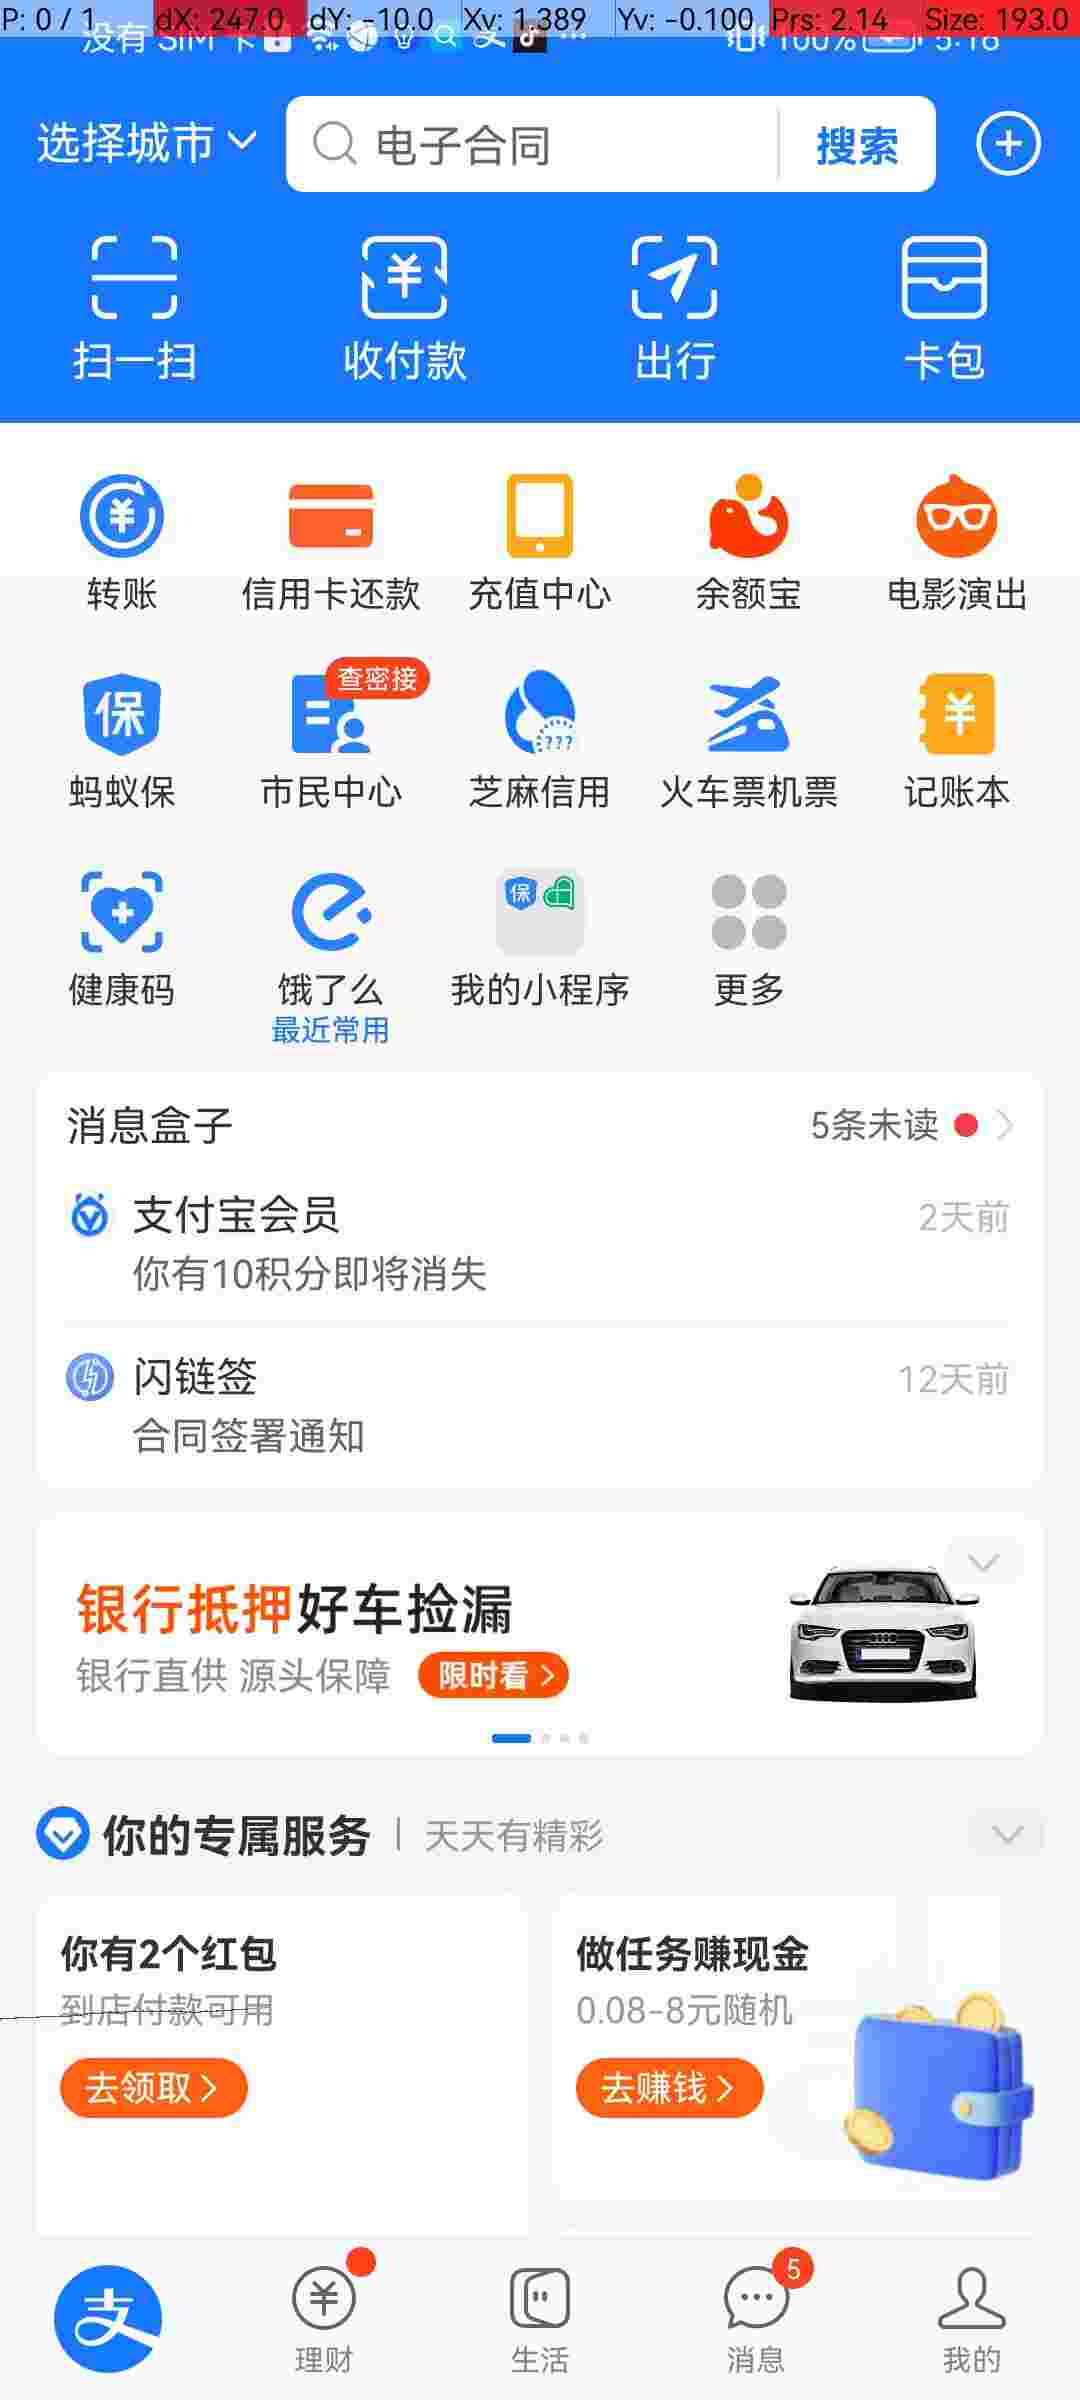 P: 0 / 1 dX: 247.0 dY: -10.0 Xv: 1.389 Yv: -0.100 Prs: 2.14 Size: 193.0
没有 SIM 卡 100% 5:16
选择城市 电子合同 搜索
扫一扫 收付款 出行 卡包
转账 信用卡还款 充值中心 余额宝 电影演出
保 查密接 ???
蚂蚁保 市民中心 芝麻信用 火车票机票 记账本
保
健康码 饿了么 我的小程序 更多
最近常用
消息盒子 5条未读
支付宝会员 2天前
你有10积分即将消失
闪链签 12天前
合同签署通知
银行抵押好车捡漏
银行直供 源头保障 限时看
你的专属服务 天天有精彩
你有2个红包 做任务赚现金
到店付款可用 0.08-8元随机
去领取 去赚钱
支 5
理财 生活 消息 我的